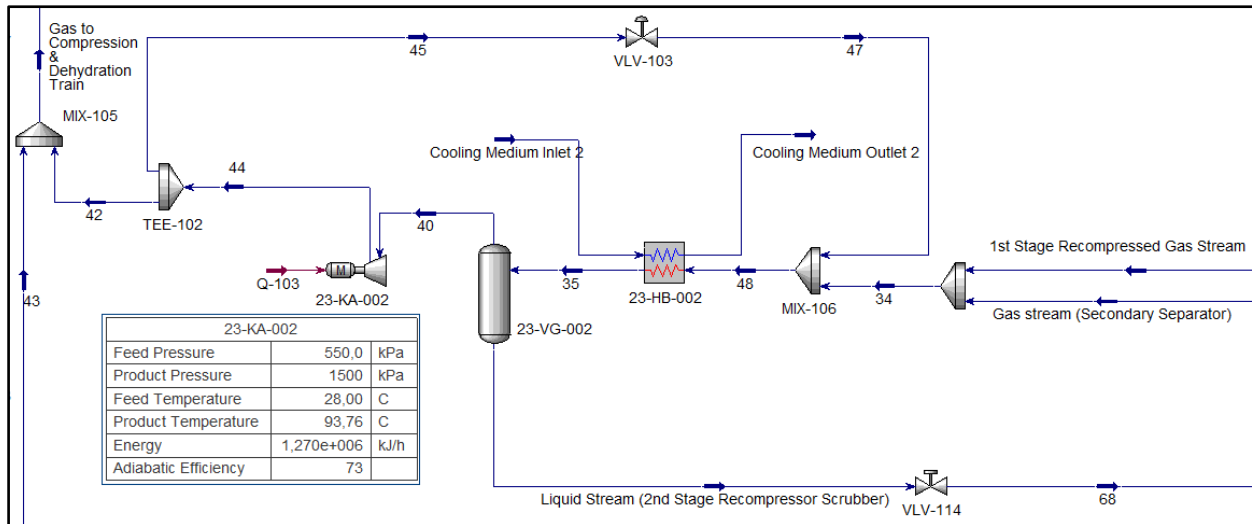 Gas to
Compression
&
Dehydration
Train
MIX-105
45
VLV-103
47
Cooling Medium Inlet 2
Cooling Medium Outlet 2
44
42
TEE-102
40
1st Stage Recompressed Gas Stream
Q-103
M
23-KA-002
35
23-HB-002
48
MIX-106
34
Gas stream (Secondary Separator)
43
23-VG-002
23-KA-002
Feed Pressure 550,0 kPa
Product Pressure 1500 kPa
Feed Temperature 28,00 C
Product Temperature 93,76 C
Energy 1,270e+006 kJ/h
Adiabatic Efficiency 73
Liquid Stream (2nd Stage Recompressor Scrubber)
VLV-114
68